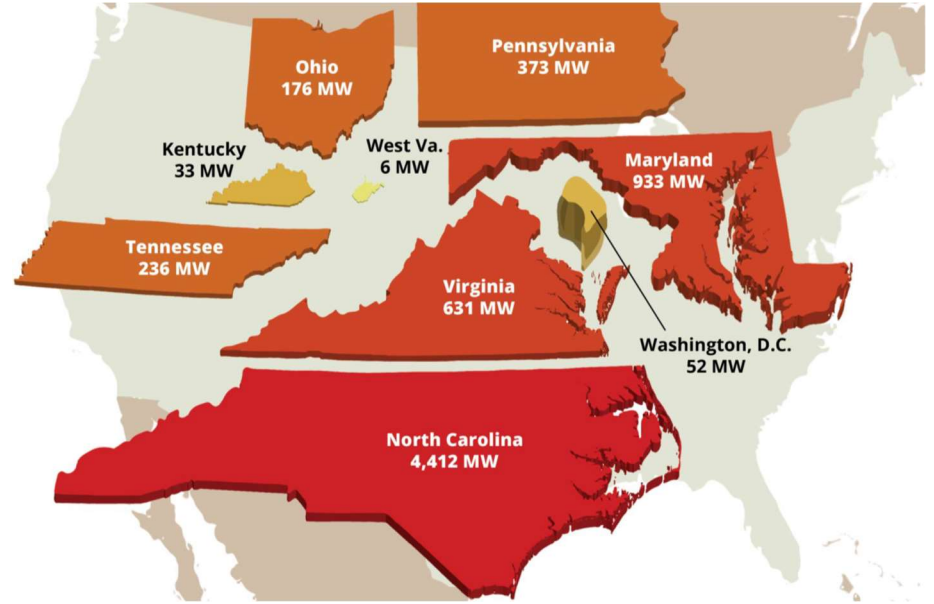 Ohio
176 MW
Pennsylvania
373 MW
Kentucky
33 MW
West Va.
6 MW
Maryland
933 MW
Tennessee
236 MW
Virginia
631 MW
Washington, D.C.
52 MW
North Carolina
4,412 MW